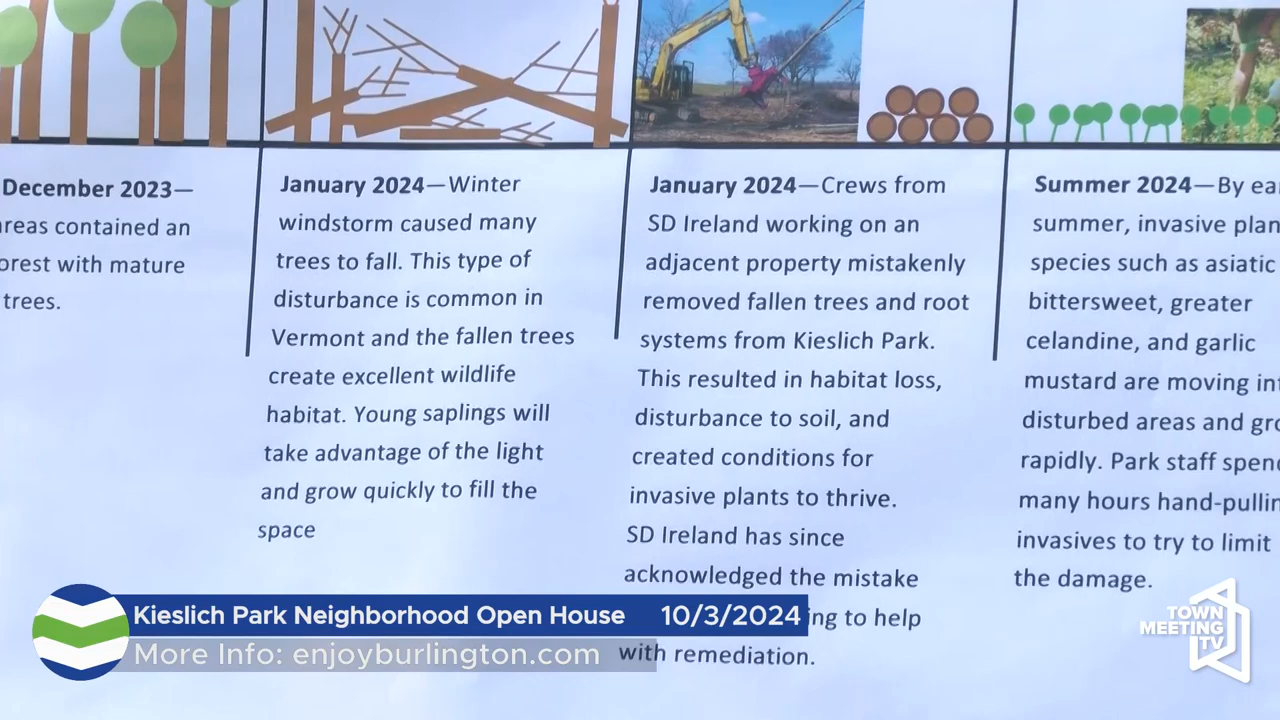 December 2023—
areas contained an
forest with mature
trees.
January 2024—Winter
windstorm caused many
trees to fall. This type of
disturbance is common in
Vermont and the fallen trees
create excellent wildlife
habitat. Young saplings will
take advantage of the light
and grow quickly to fill the
space
January 2024—Crews from
SD Ireland working on an
adjacent property mistakenly
removed fallen trees and root
systems from Kieslich Park.
This resulted in habitat loss,
disturbance to soil, and
created conditions for
invasive plants to thrive.
SD Ireland has since
acknowledged the mistake
ing to help
with remediation.
Summer 2024—By ea
summer, invasive plan
species such as asiatic
bittersweet, greater
celandine, and garlic
mustard are moving in
disturbed areas and gro
rapidly. Park staff spen
many hours hand-pullin
invasives to try to limit
the damage.
Kieslich Park Neighborhood Open House 10/3/2024
More Info: enjoyburlington.com
TOWN
MEETING
TV